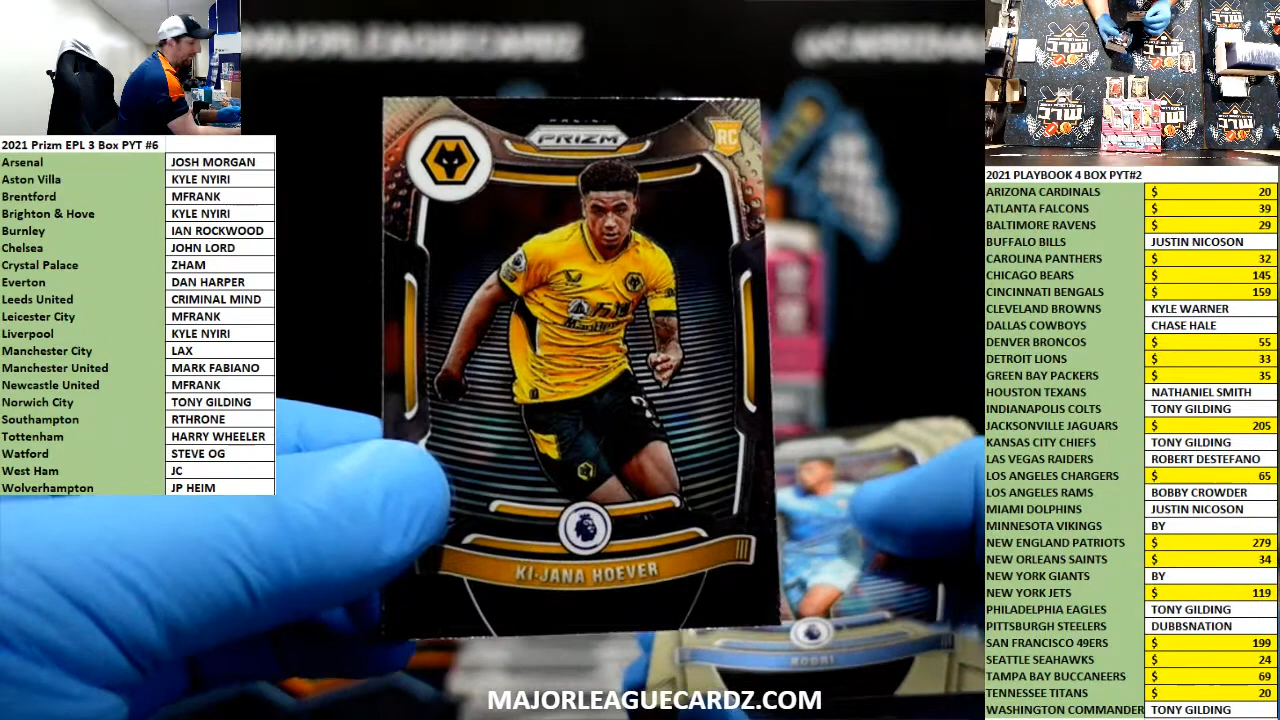 2021 Prizm EPL 3 Box PYT #6
Arsenal JOSH MORGAN
Aston Villa KYLE NYIRI
Brentford MFRANK
Brighton & Hove KYLE NYIRI
Burnley IAN ROCKWOOD
Chelsea JOHN LORD
Crystal Palace ZHAM
Everton DAN HARPER
Leeds United CRIMINAL MIND
Leicester City MFRANK
Liverpool KYLE NYIRI
Manchester City LAX
Manchester United MARK FABIANO
Newcastle United MFRANK
Norwich City TONY GILDING
Southampton RTHRONE
Tottenham HARRY WHEELER
Watford STEVE OG
West Ham JC
Wolverhampton JP HEIM
PRIZM
RC
KI-JANA HOEVER
RODRI
MAJORLEAGUECARDZ.COM
2021 PLAYBOOK 4 BOX PYT#2
ARIZONA CARDINALS $ 20
ATLANTA FALCONS $ 39
BALTIMORE RAVENS $ 29
BUFFALO BILLS JUSTIN NICOSON
CAROLINA PANTHERS $ 32
CHICAGO BEARS $ 145
CINCINNATI BENGALS $ 159
CLEVELAND BROWNS KYLE WARNER
DALLAS COWBOYS CHASE HALE
DENVER BRONCOS $ 55
DETROIT LIONS $ 33
GREEN BAY PACKERS $ 35
HOUSTON TEXANS NATHANIEL SMITH
INDIANAPOLIS COLTS TONY GILDING
JACKSONVILLE JAGUARS $ 205
KANSAS CITY CHIEFS TONY GILDING
LAS VEGAS RAIDERS ROBERT DESTEFANO
LOS ANGELES CHARGERS $ 65
LOS ANGELES RAMS BOBBY CROWDER
MIAMI DOLPHINS JUSTIN NICOSON
MINNESOTA VIKINGS BY
NEW ENGLAND PATRIOTS $ 279
NEW ORLEANS SAINTS $ 34
NEW YORK GIANTS BY
NEW YORK JETS $ 119
PHILADELPHIA EAGLES TONY GILDING
PITTSBURGH STEELERS DUBBSNATION
SAN FRANCISCO 49ERS $ 199
SEATTLE SEAHAWKS $ 24
TAMPA BAY BUCCANEERS $ 69
TENNESSEE TITANS $ 20
WASHINGTON COMMANDER TONY GILDING